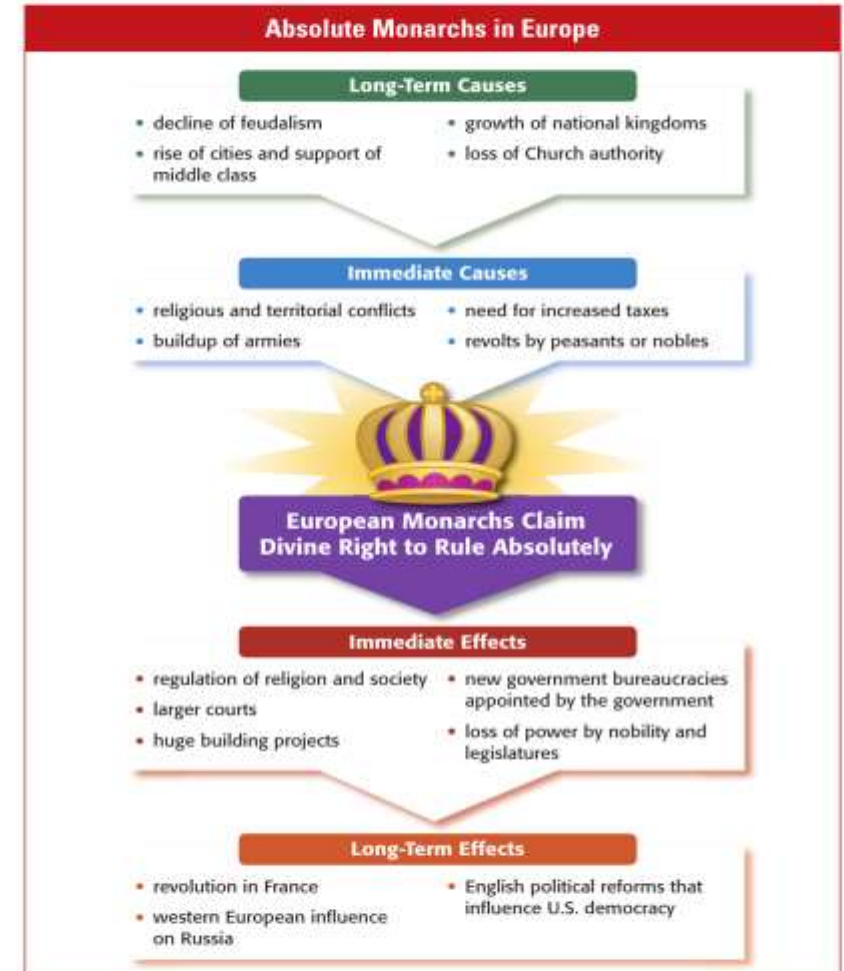 Absolute Monarchs in Europe
Long-Term Causes
• decline of feudalism
• rise of cities and support of
middle class
• growth of national kingdoms
• loss of Church authority
Immediate Causes
• religious and territorial conflicts
• buildup of armies
• need for increased taxes
• revolts by peasants or nobles
European Monarchs Claim
Divine Right to Rule Absolutely
Immediate Effects
• regulation of religion and society
• larger courts
• huge building projects
• new government bureaucracies
appointed by the government
• loss of power by nobility and
legislatures
Long-Term Effects
• revolution in France
• western European influence
on Russia
• English political reforms that
influence U.S. democracy